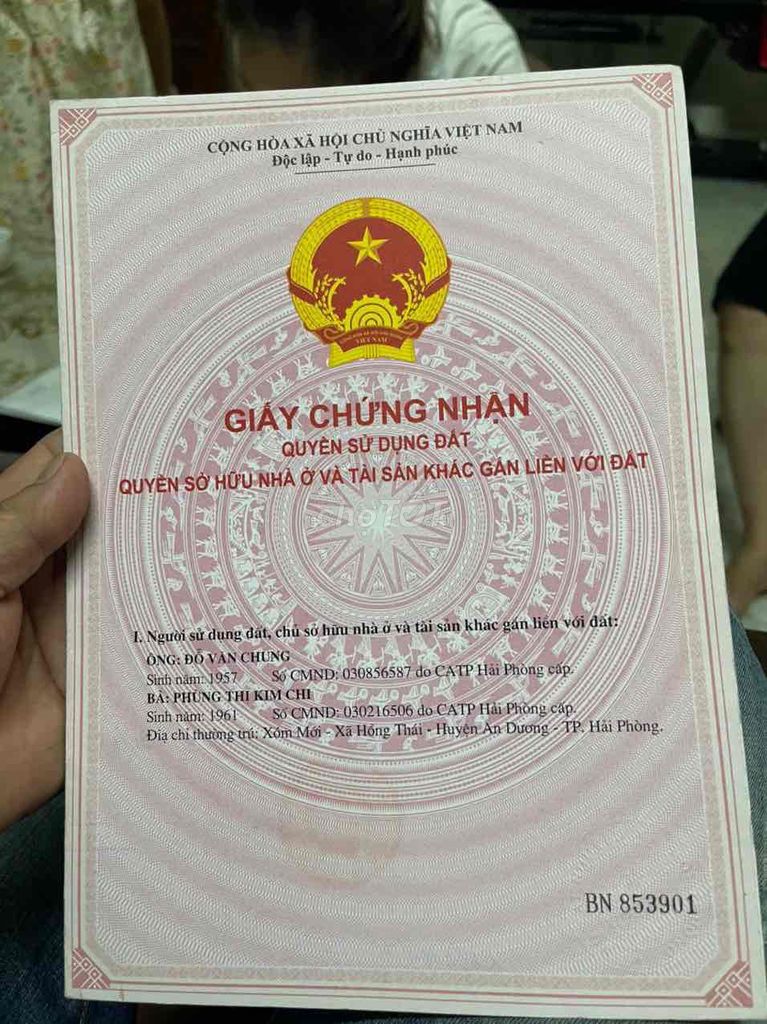 CỘNG HÒA XÃ HỘI CHỦ NGHĨA VIỆT NAM
Độc lập - Tự do - Hạnh phúc
VIỆT NAM
GIẤY CHỨNG NHẬN
QUYỀN SỬ DỤNG ĐẤT
QUYỀN SỞ HỮU NHÀ Ở VÀ TÀI SẢN KHÁC GẮN LIỀN VỚI ĐẤT
I. Người sử dụng đất, chủ sở hữu nhà ở và tài sản khác gắn liền với đất:
ÔNG: ĐỖ VĂN CHUNG
Sinh năm: 1957 Số CMND: 030856587 do CATP Hải Phòng cấp.
BÀ: PHÙNG THỊ KIM CHI
Sinh năm: 1961 Số CMND: 030216506 do CATP Hải Phòng cấp.
Địa chỉ thường trú: Xóm Mới - Xã Hồng Thái - Huyện An Dương - TP. Hải Phòng.
BN 853901